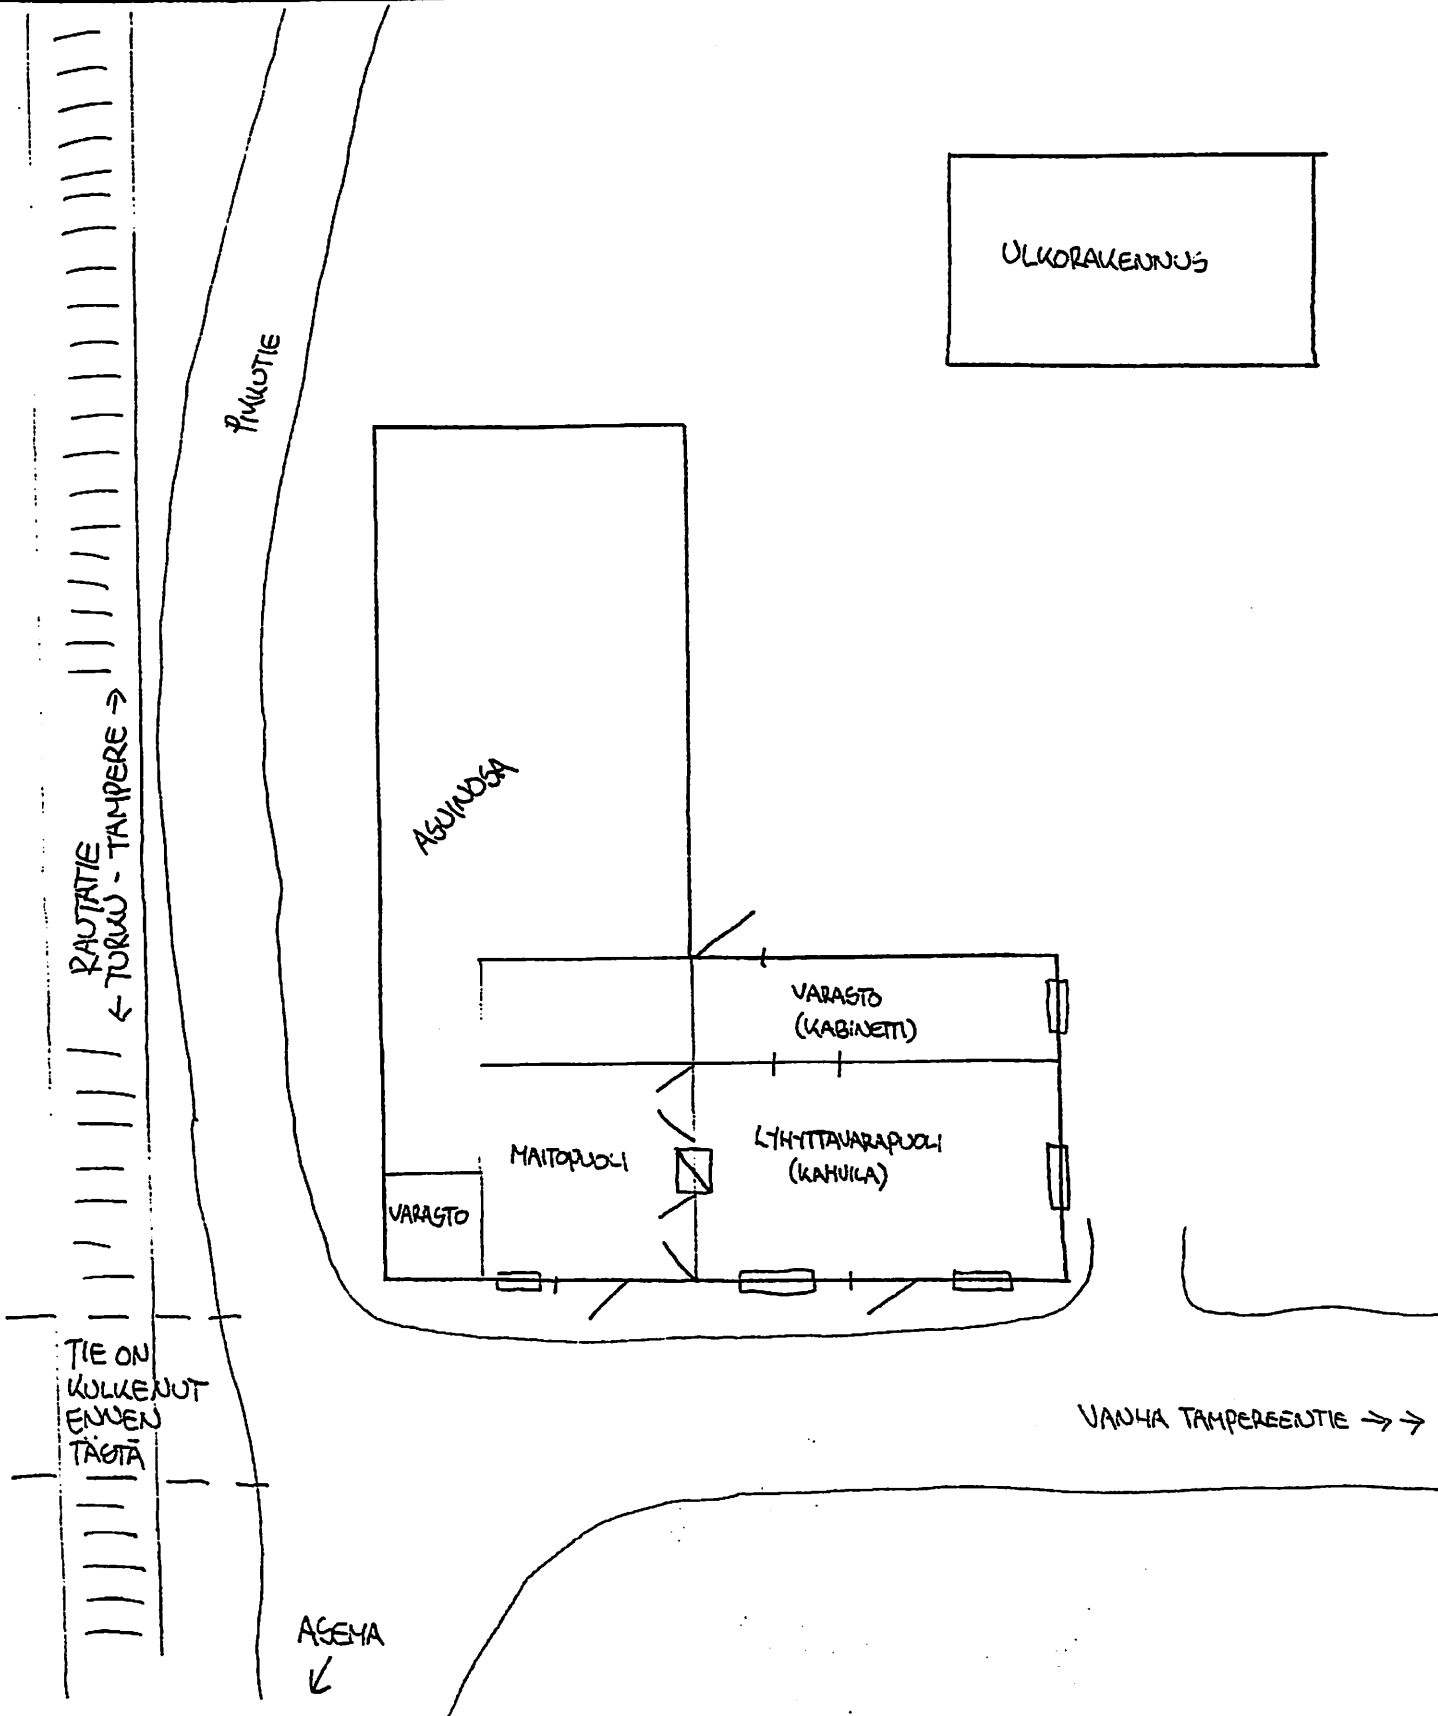 ULKORAKENNUS
PIKKUTIE
ASUINOSA
RAUTATIE
← TURKU - TAMPERE →
VARASTO
(KABINETTI)
MAITOPUOLI
LYHYTTAVARAPUOLI
(KAHVILA)
VARASTO
TIE ON
KULKENUT
ENNEN
TÄSTÄ
VANHA TAMPEREENTIE →→
ASEMA
↙